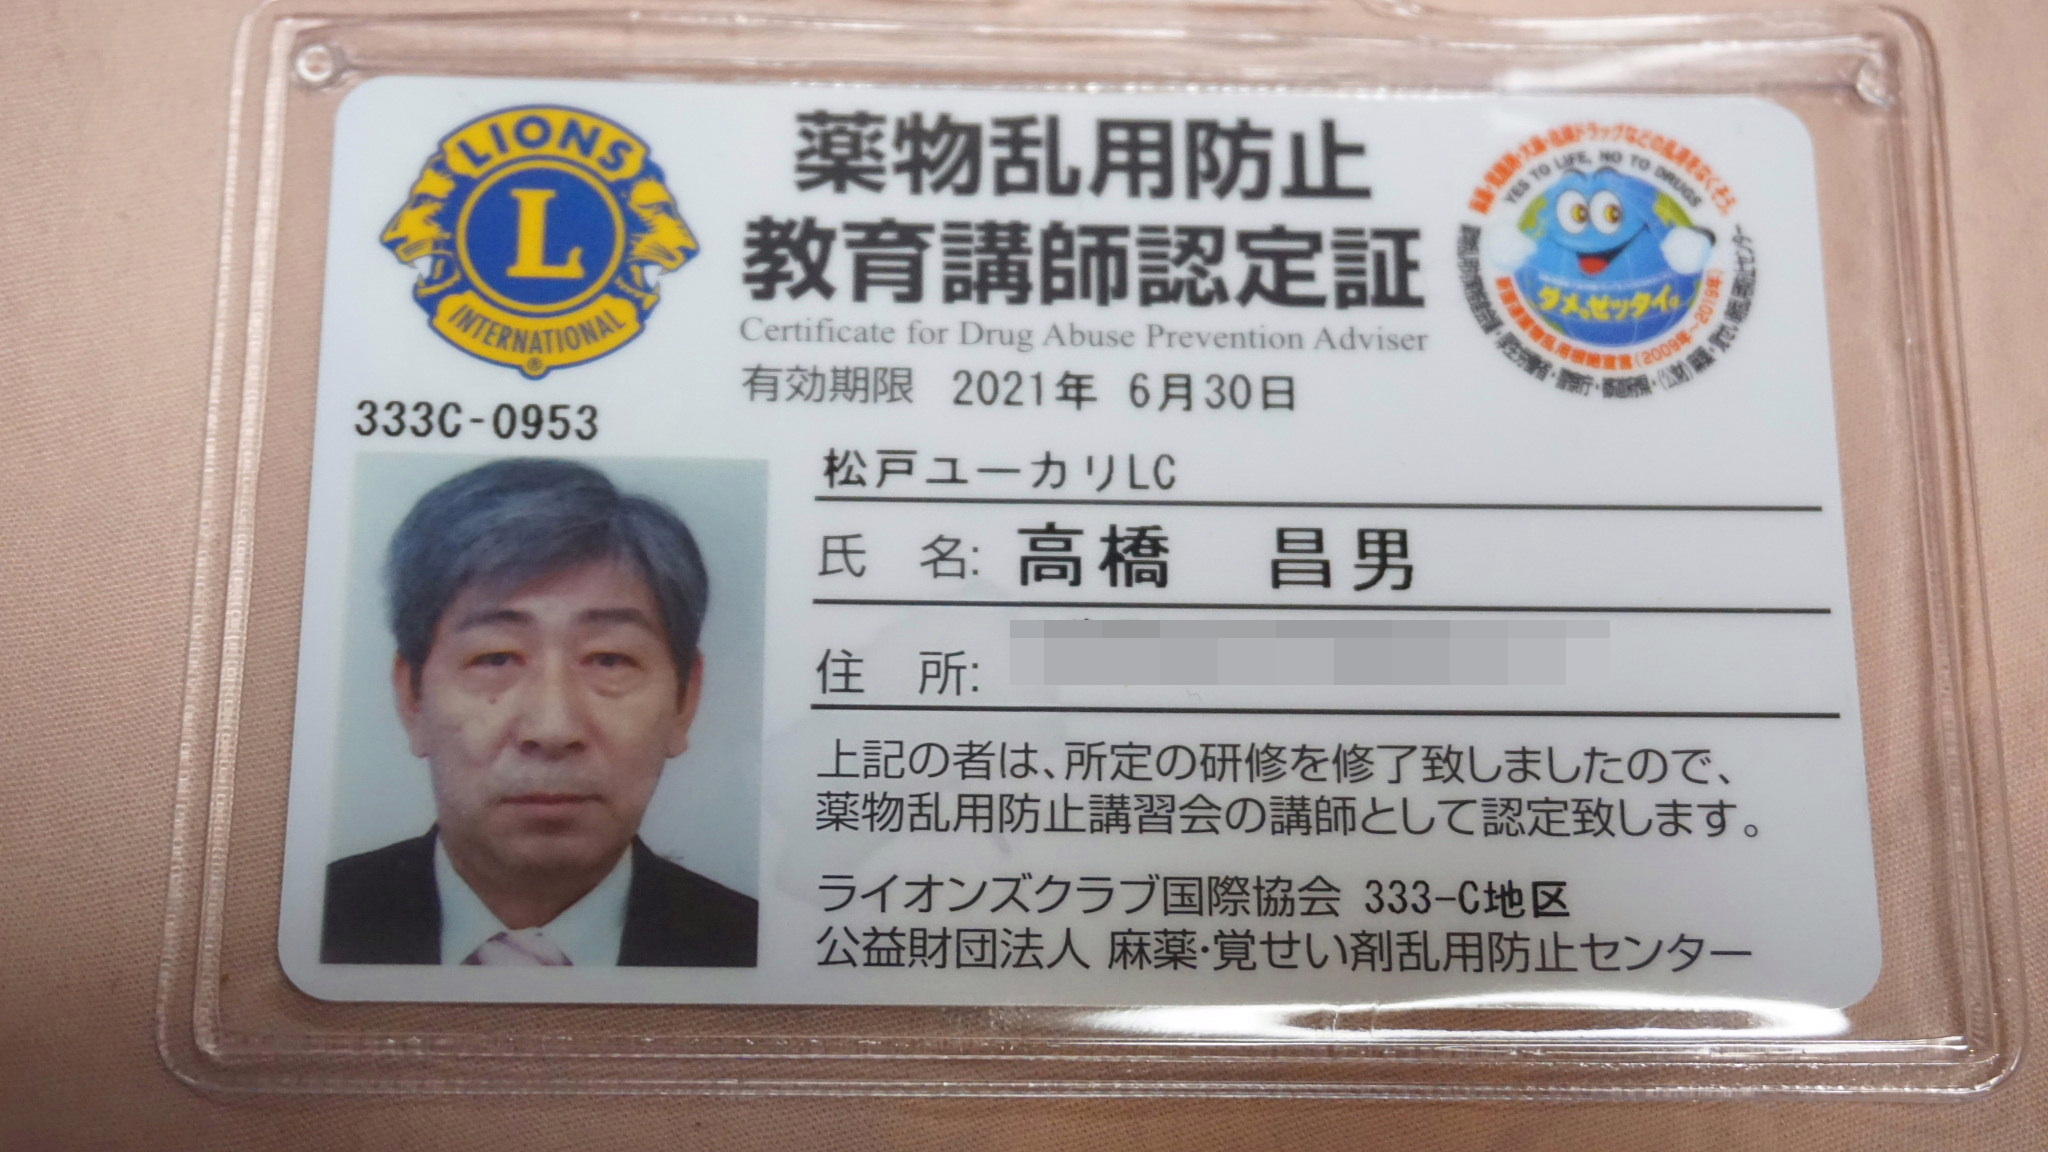 LIONS
L
INTERNATIONAL
®
薬物乱用防止
教育講師認定証
Certificate for Drug Abuse Prevention Adviser
有効期限 2021年 6月30日
YES TO LIFE, NO TO DRUGS
ダメ。ゼッタイ。
333C-0953
松戸ユーカリLC
氏 名: 高橋 昌男
住 所:
上記の者は、所定の研修を修了致しましたので、
薬物乱用防止講習会の講師として認定致します。
ライオンズクラブ国際協会 333-C地区
公益財団法人 麻薬・覚せい剤乱用防止センター